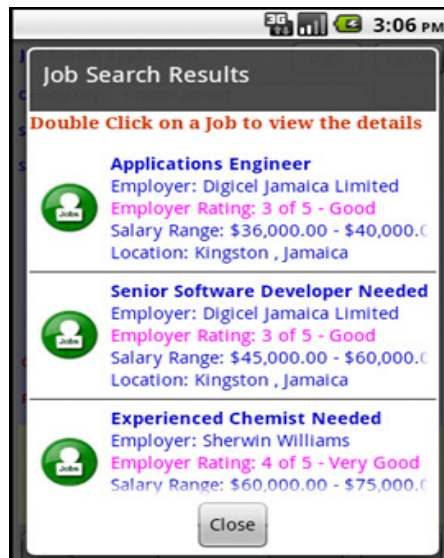 3G
3:06 PM
Job Search Results
Double Click on a Job to view the details
Applications Engineer
Employer: Digicel Jamaica Limited
Employer Rating: 3 of 5 - Good
Jobs
Salary Range: $36,000.00 - $40,000.0
Location: Kingston , Jamaica
Senior Software Developer Needed
Employer: Digicel Jamaica Limited
Employer Rating: 3 of 5 - Good
Jobs
Salary Range: $45,000.00 - $60,000.0
Location: Kingston , Jamaica
Experienced Chemist Needed
Employer: Sherwin Williams
Employer Rating: 4 of 5 - Very Good
Jobs
Salary Range: $60,000.00 - $75,000.0
Close